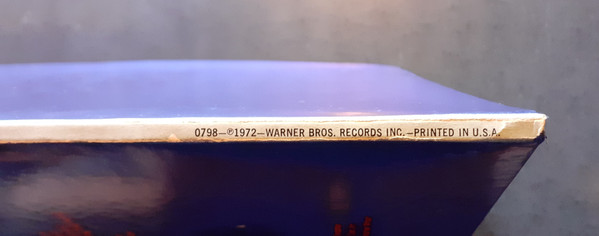 0798—℗1972—WARNER BROS. RECORDS INC.—PRINTED IN U.S.A.